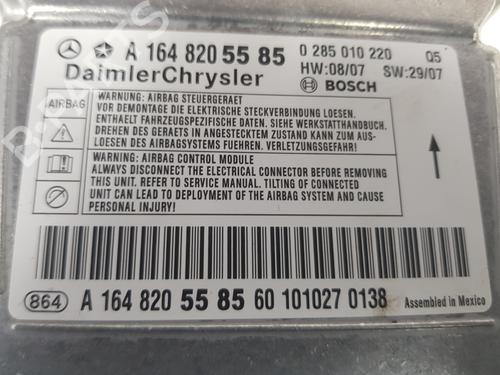 A 164 820 55 85 0 285 010 220 Q5
DaimlerChrysler HW:08/07 SW:29/07
BOSCH
AIRBAG
WARNUNG: AIRBAG STEUERGERAET
VOR DEMONTAGE DIE ELEKTRISCHE STECKVERBINDUNG LOESEN.
ENTHAELT FAHRZEUGSPEZIFISCHE DATEN. SIEHE WERKSTATTHANDBUCH.
DREHEN DES GERAETS IN ANGESTECKTEM ZUSTAND KANN ZUM AUS-
LOESEN DES AIRBAGSYSTEMS FUEHREN. VERLETZUNGSGEFAHR!
WARNING: AIRBAG CONTROL MODULE
ALWAYS DISCONNECT THE ELECTRICAL CONNECTOR BEFORE REMOVING
THIS UNIT. REFER TO SERVICE MANUAL. TILTING OF CONNECTED
UNIT CAN LEAD TO DEPLOYMENT OF THE AIRBAG SYSTEM AND CAUSE
PERSONAL INJURY!
864 A 164 820 55 85 60 101027 0138 Assembled in Mexico